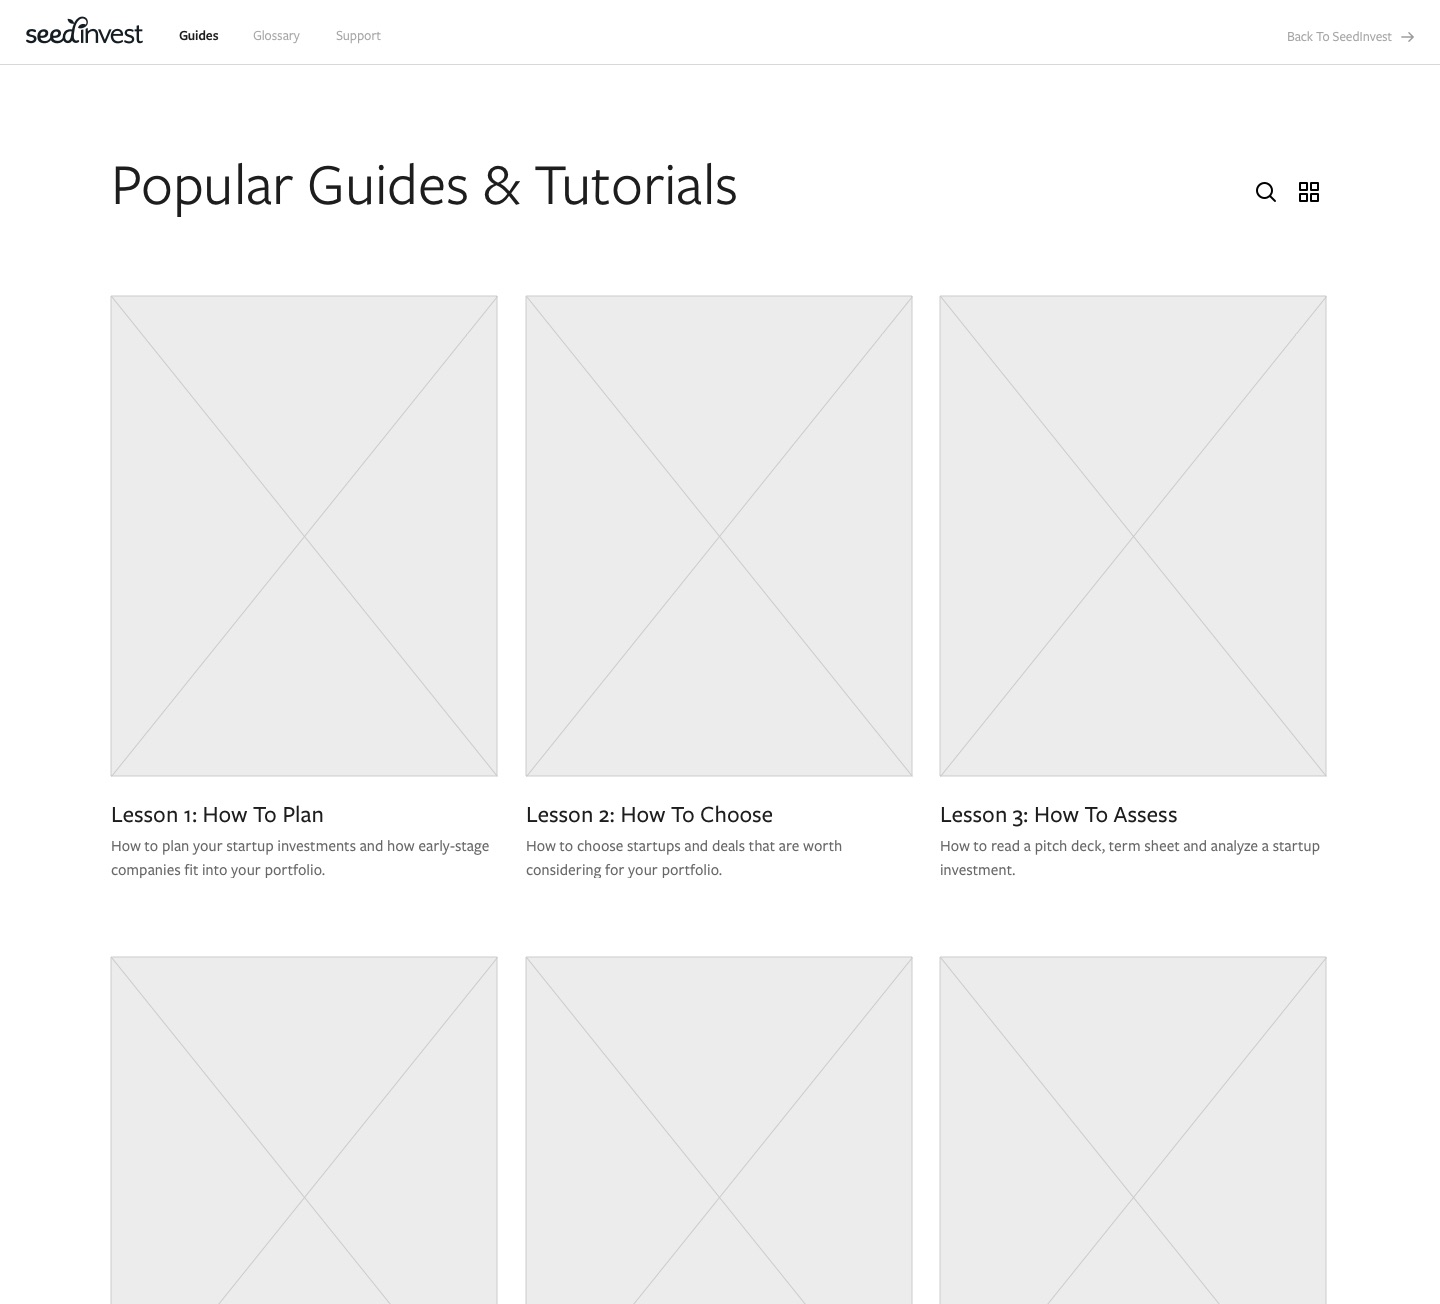 seedinvest
Guides
Glossary
Support
Back To SeedInvest
Popular Guides & Tutorials
Lesson 1: How To Plan
How to plan your startup investments and how early-stage
companies fit into your portfolio.
Lesson 2: How To Choose
How to choose startups and deals that are worth
considering for your portfolio.
Lesson 3: How To Assess
How to read a pitch deck, term sheet and analyze a startup
investment.